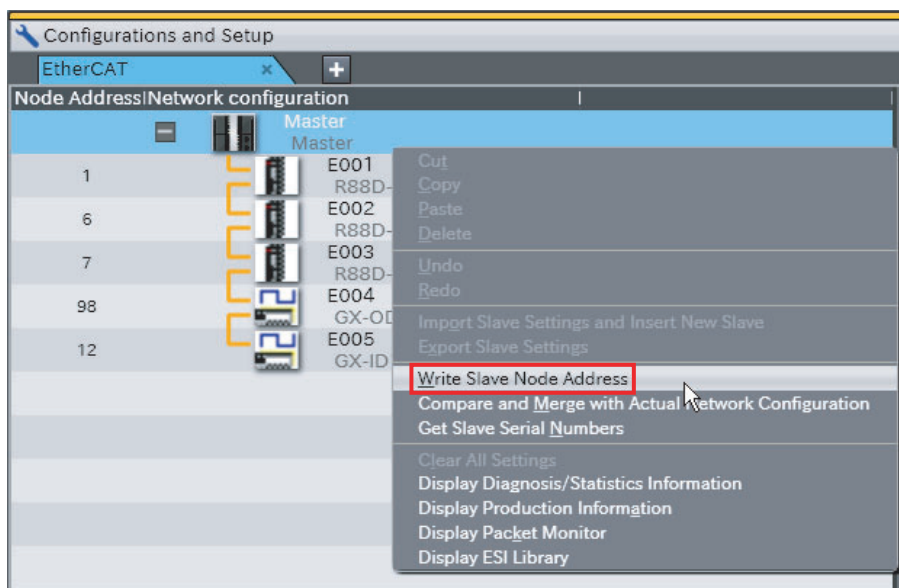 Configurations and Setup
EtherCAT × +
Node Address|Network configuration
Master
Master
1 E001
R88D-
6 E002
R88D-
7 E003
R88D-
98 E004
GX-OD
12 E005
GX-ID
Cut
Copy
Paste
Delete
Undo
Redo
Import Slave Settings and Insert New Slave
Export Slave Settings
Write Slave Node Address
Compare and Merge with Actual Network Configuration
Get Slave Serial Numbers
Clear All Settings
Display Diagnosis/Statistics Information
Display Production Information
Display Packet Monitor
Display ESI Library